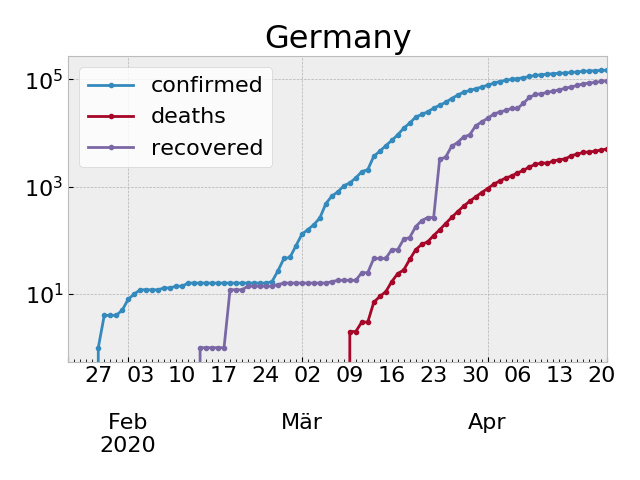 Germany
confirmed
deaths
recovered
10⁵
10³
10¹
27 03 10 17 24 02 09 16 23 30 06 13 20
Feb Mär Apr
2020